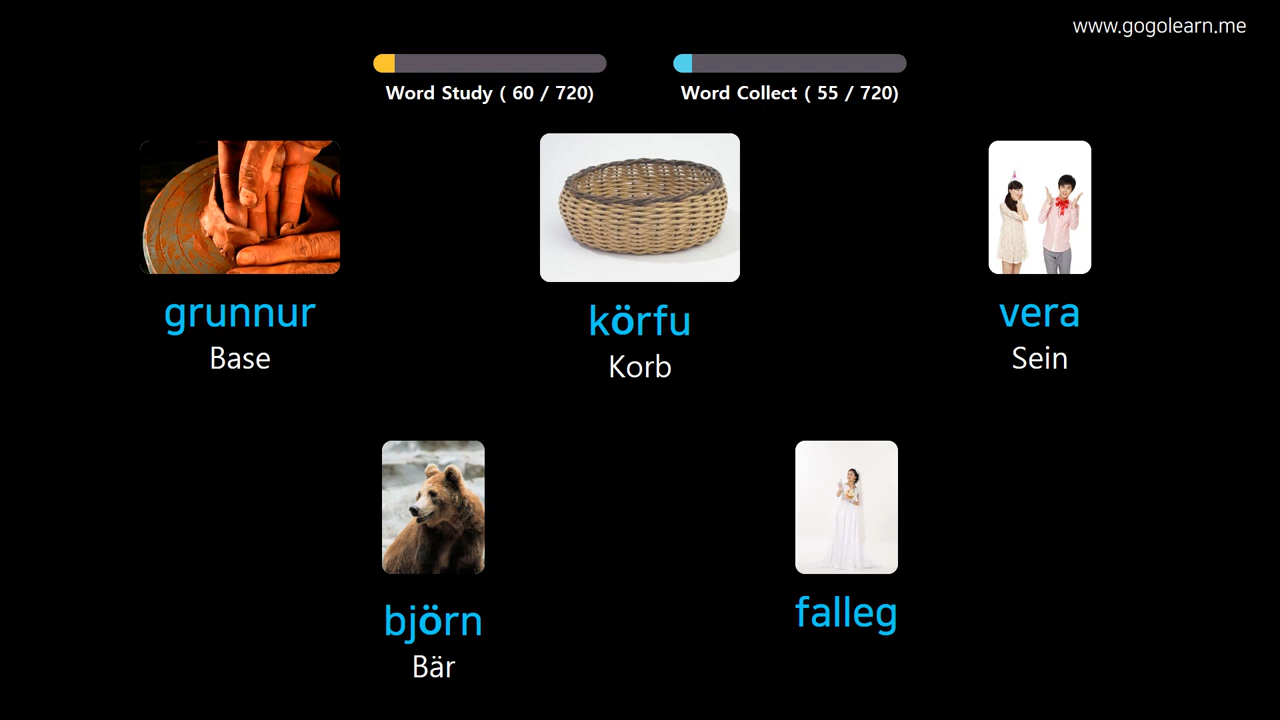 www.gogolearn.me
Word Study ( 60 / 720)
Word Collect ( 55 / 720)
grunnur
Base
körfu
Korb
vera
Sein
björn
Bär
falleg